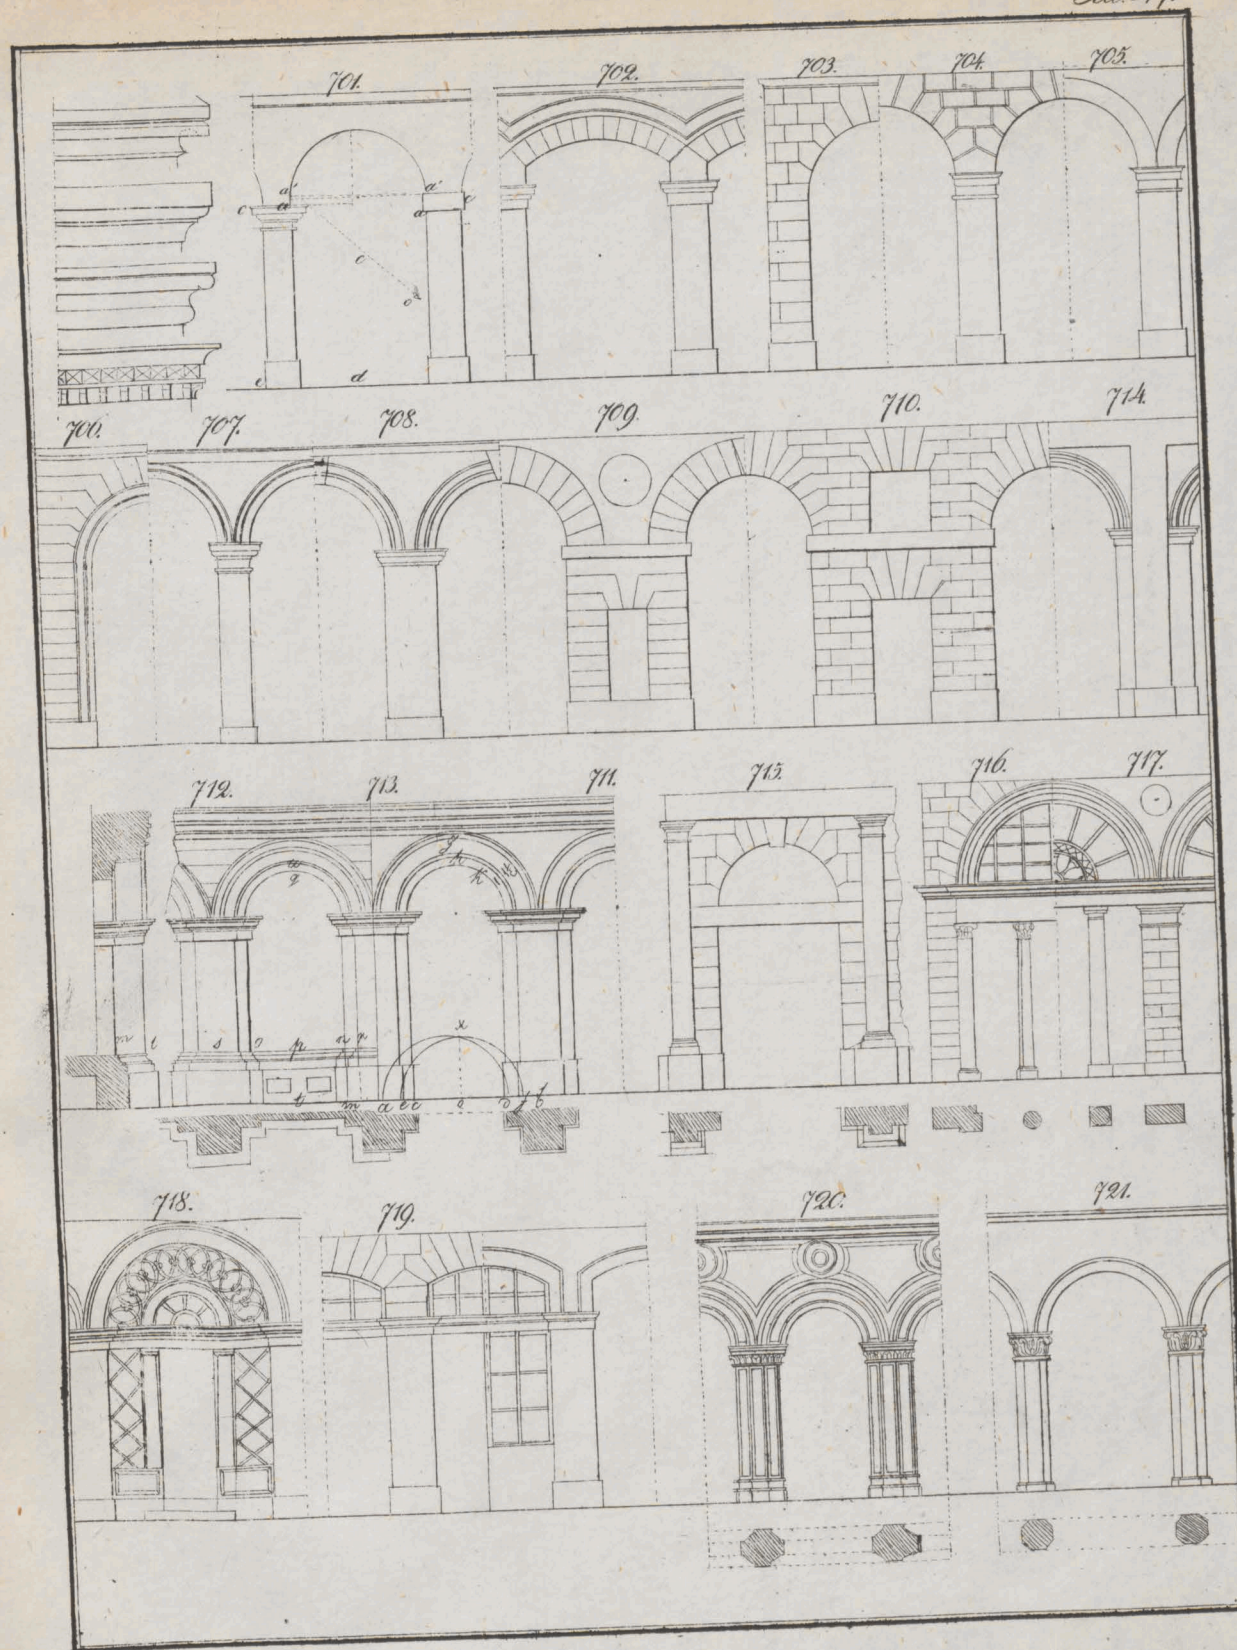 701. 702. 703. 704. 705.
a' a' c a a e c o e d
706. 707. 708. 709. 710. 714.
712. 713. 711. 715. 716. 717.
u q k k
x
m t s o p n r
t m a e c o f b
718. 719. 720. 721.